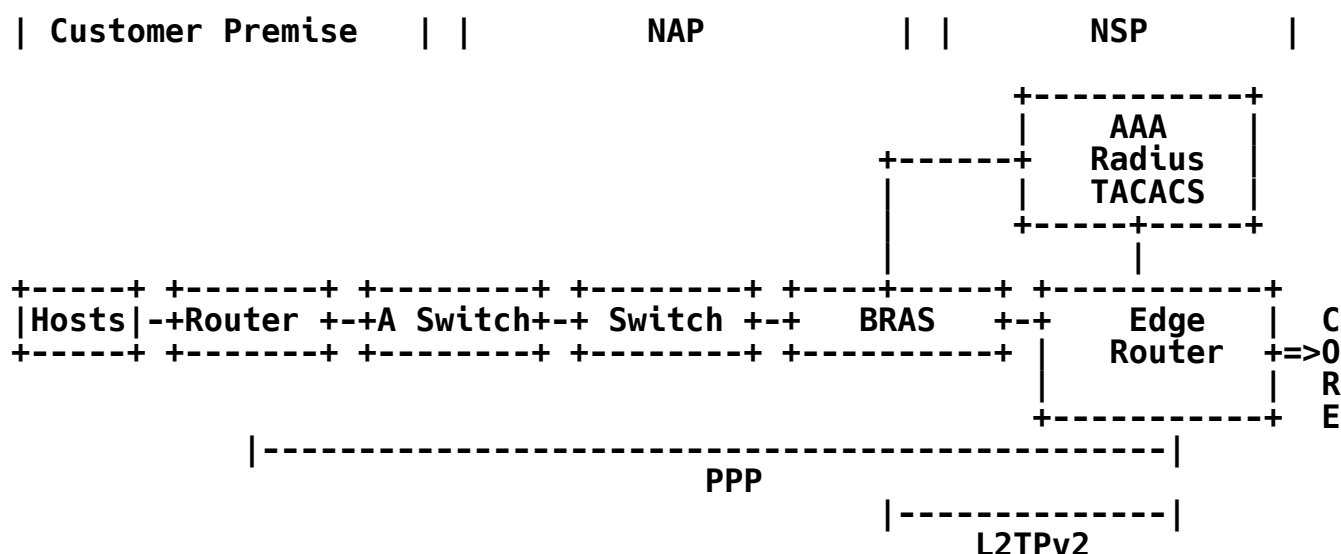 | Customer Premise | | NAP | | NSP |
+-----------+
| AAA |
+------+ Radius |
| | TACACS |
| +-----+-----+
| |
+-----+ +-------+ +--------+ +--------+ +----+-----+ +-----------+
|Hosts|-+Router +-+A Switch+-+ Switch +-+ BRAS +-+ Edge | C
+-----+ +-------+ +--------+ +--------+ +----------+ | Router +=>O
| | R
+-----------+ E
|-----------------------------------------------|
PPP
|--------------|
L2TPv2